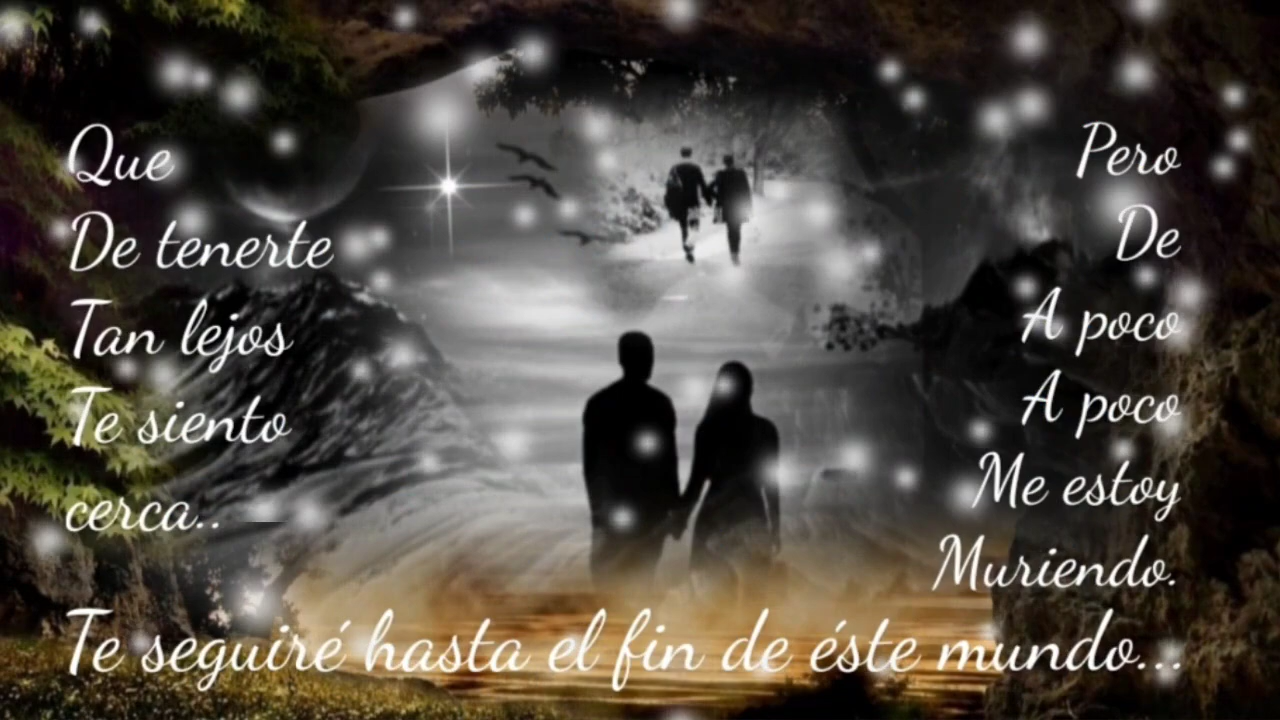 Que
De tenerte
Tan lejos
Te siento
cerca..
Pero
De
A poco
A poco
Me estoy
Muriendo.
Te seguiré hasta el fin de éste mundo...